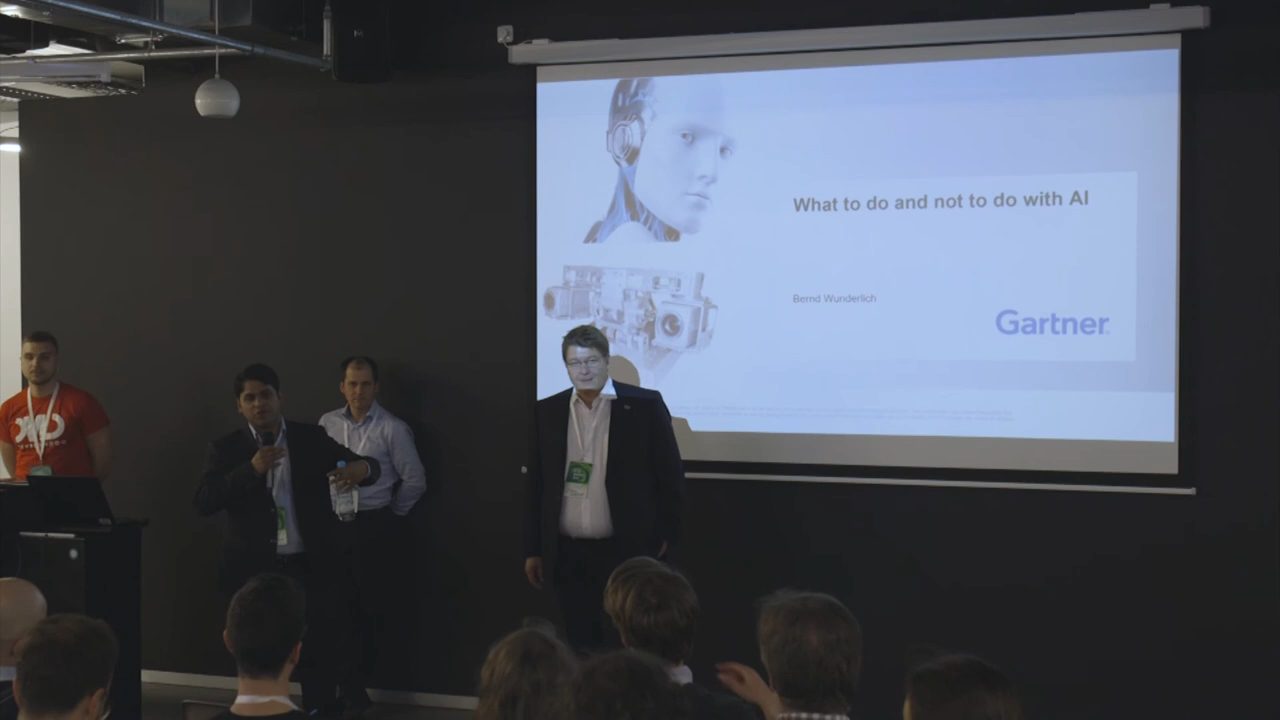 What to do and not to do with AI
Bernd Wunderlich
Gartner